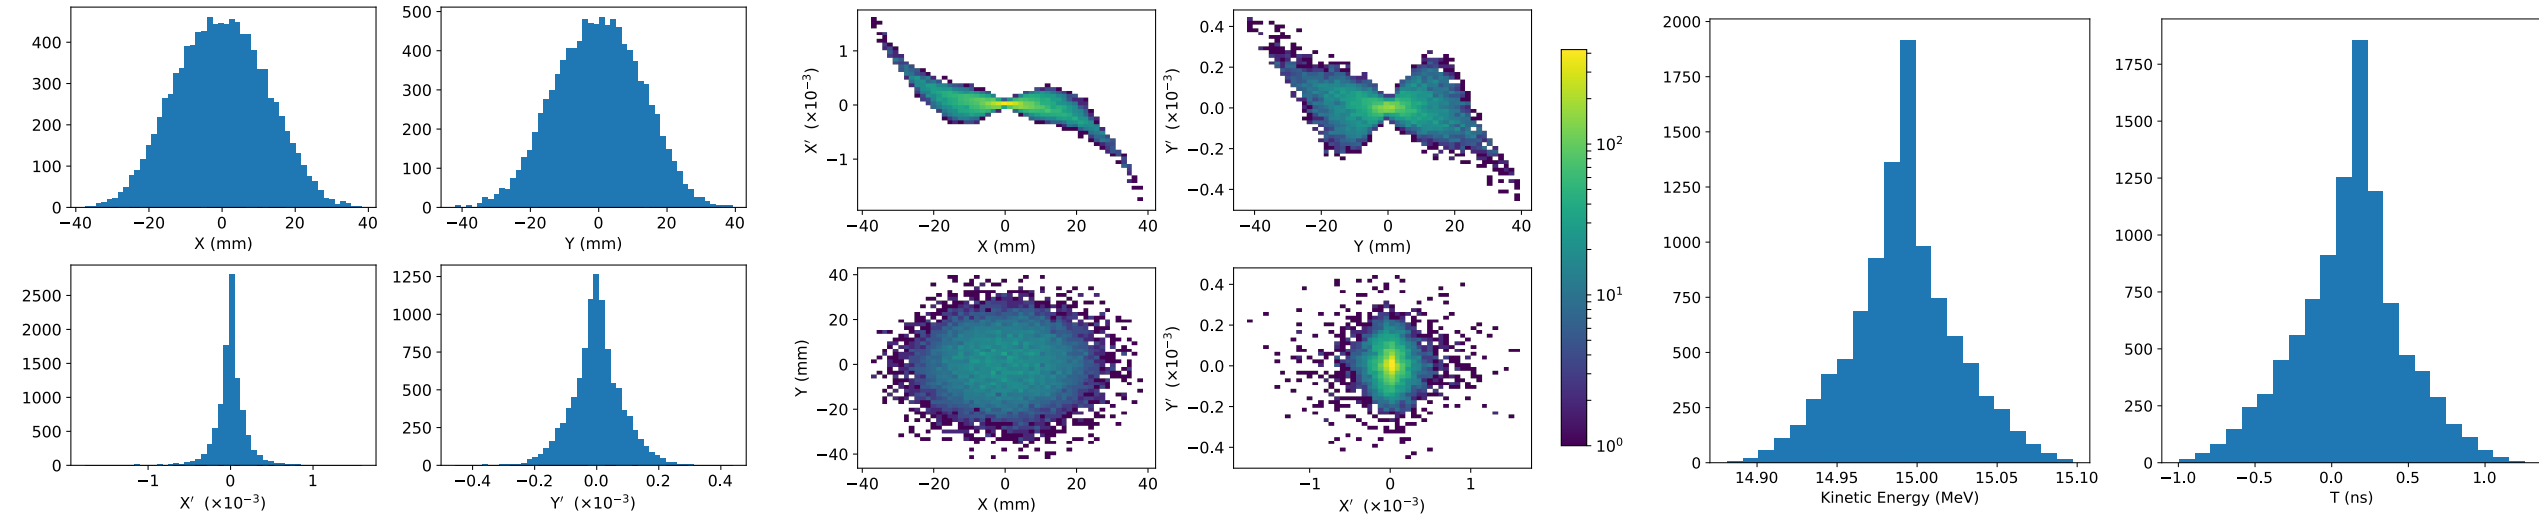 400
300
200
100
0
−40 −20 0 20 40
X (mm)
500
400
300
200
100
0
−40 −20 0 20 40
Y (mm)
1
0
−1
X′ (×10−3)
−40 −20 0 20 40
X (mm)
0.4
0.2
0.0
−0.2
−0.4
Y′ (×10−3)
−40 −20 0 20 40
Y (mm)
2500
2000
1500
1000
500
0
−1 0 1
X′ (×10−3)
1250
1000
750
500
250
0
−0.4 −0.2 0.0 0.2 0.4
Y′ (×10−3)
40
20
0
−20
−40
Y (mm)
−40 −20 0 20 40
X (mm)
0.4
0.2
0.0
−0.2
−0.4
Y′ (×10−3)
−1 0 1
X′ (×10−3)
102
101
100
2000
1750
1500
1250
1000
750
500
250
0
14.90 14.95 15.00 15.05 15.10
Kinetic Energy (MeV)
1750
1500
1250
1000
750
500
250
0
−1.0 −0.5 0.0 0.5 1.0
T (ns)